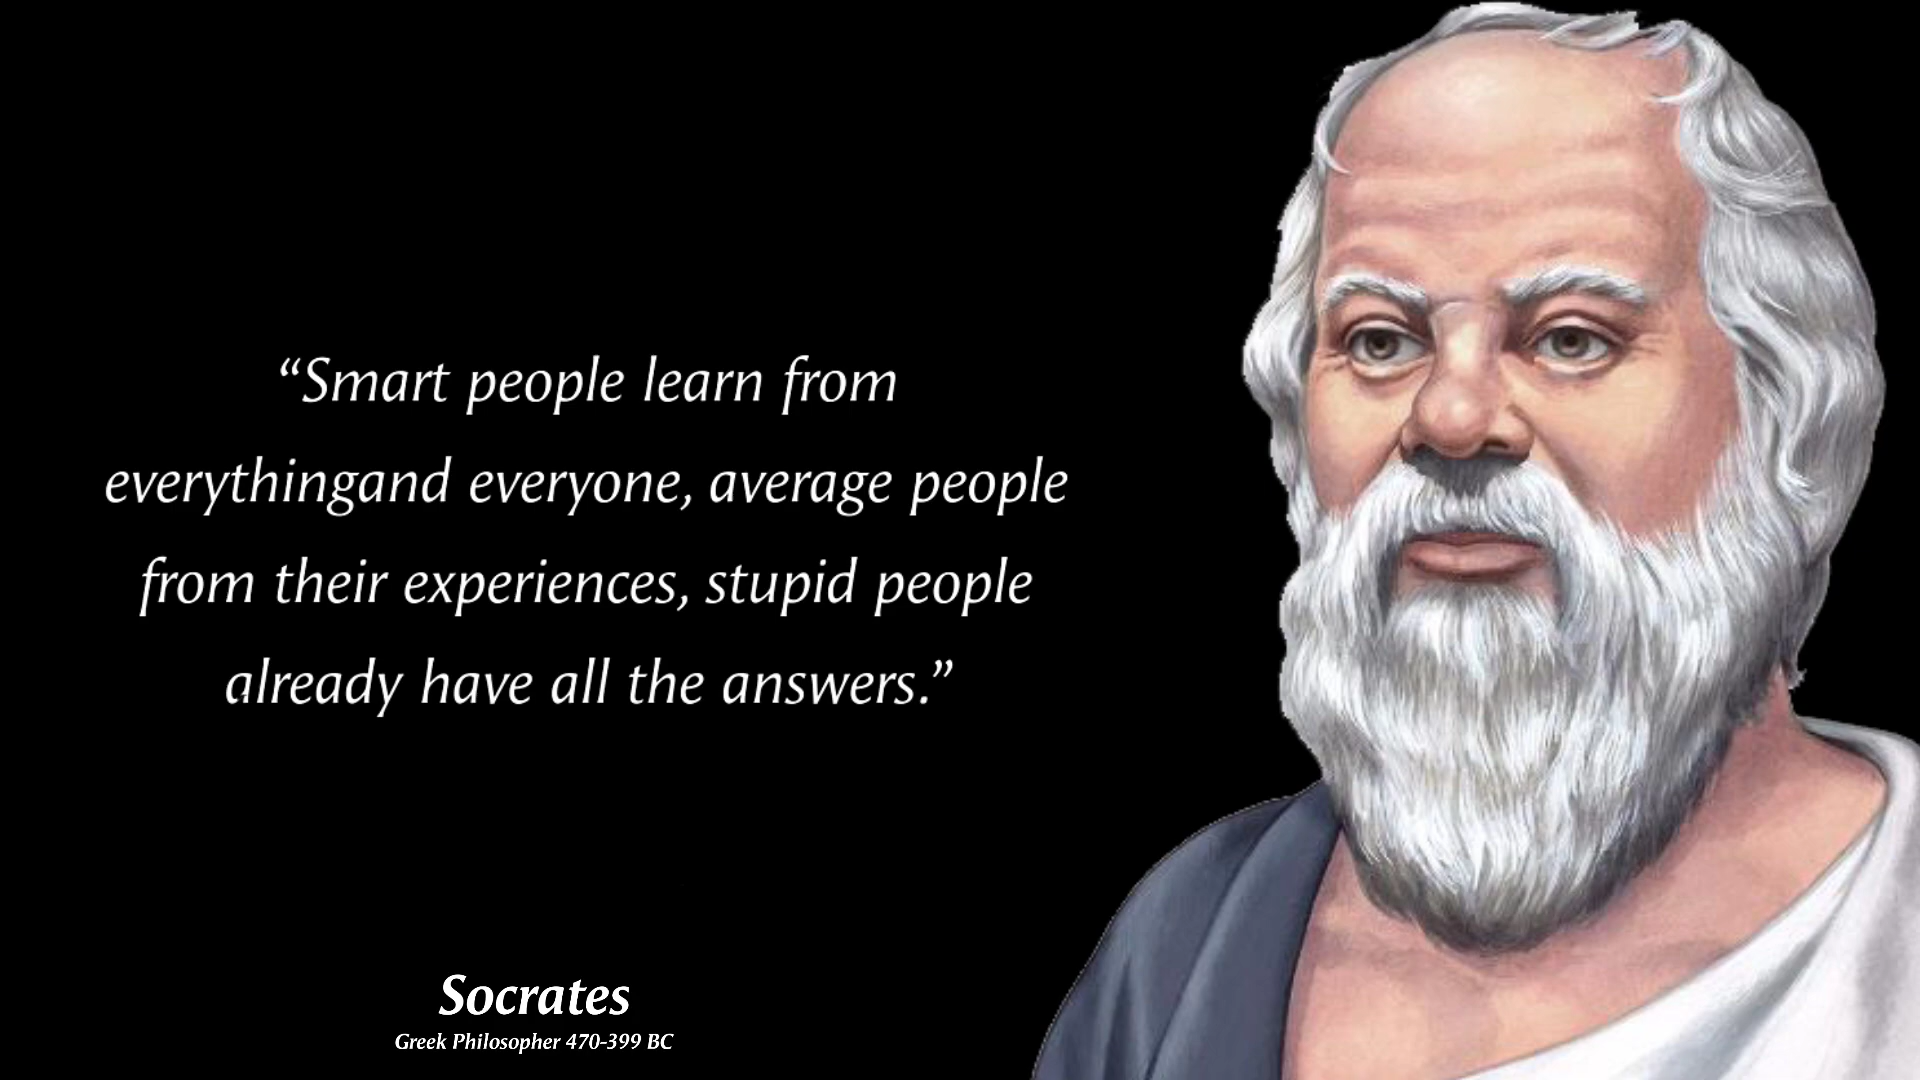 “Smart people learn from
everythingand everyone, average people
from their experiences, stupid people
already have all the answers.”
Socrates
Greek Philosopher 470-399 BC